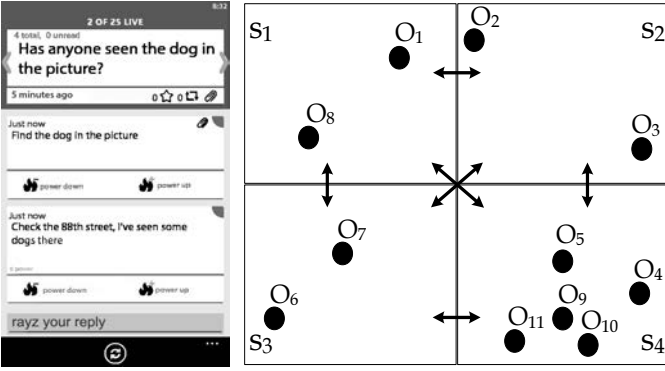 8:32
2 OF 25 LIVE
4 total, 0 unread
Has anyone seen the dog in
the picture?
5 minutes ago
0 0
Just now
Find the dog in the picture
power down power up
Just now
Check the 88th street, I've seen some
dogs there
power down power up
rayz your reply
...
S1 S2
O1 O2
O8 O3
O7 O5
O4
O6 O9
O11 O10
S3 S4